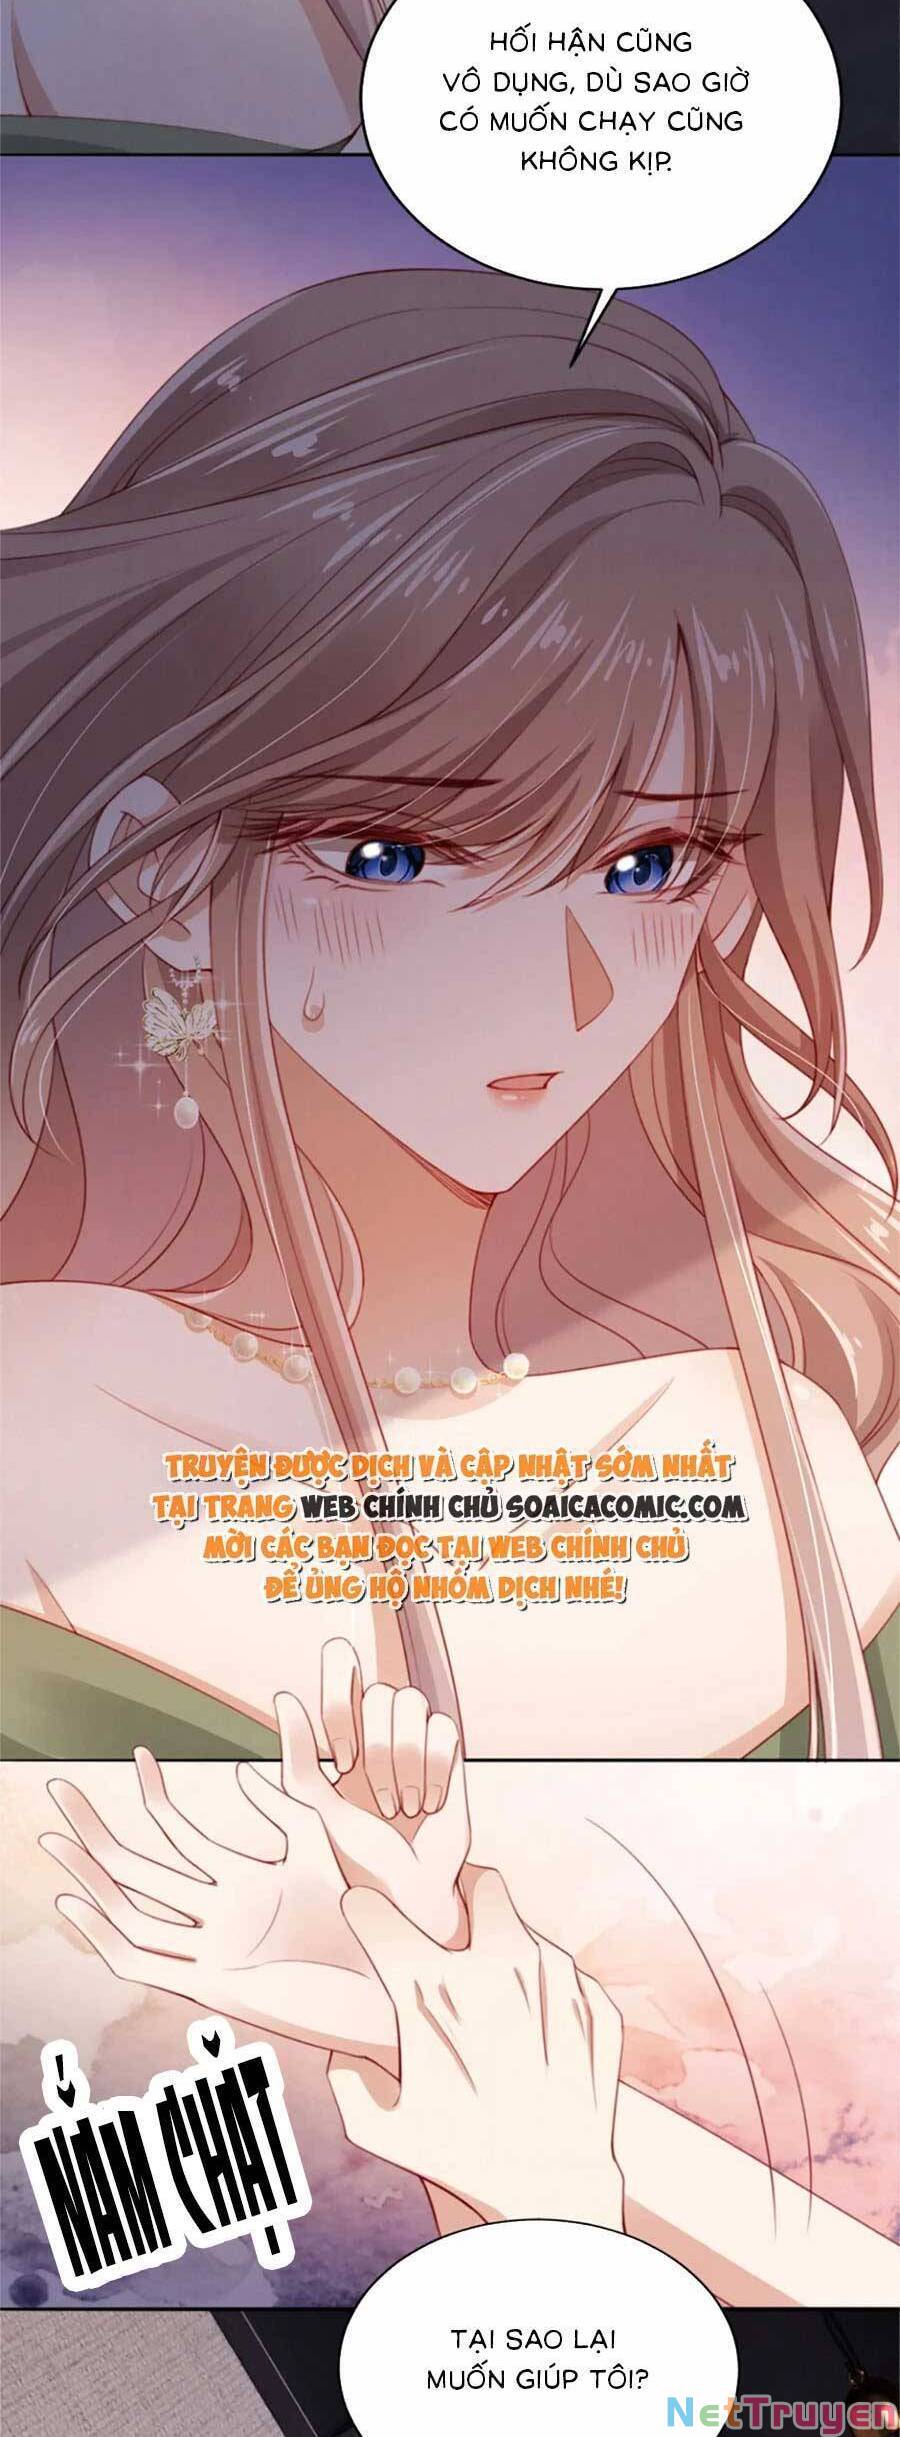 HỐI HẬN CŨNG
VÔ DỤNG, DÙ SAO GIỜ
CÓ MUỐN CHẠY CŨNG
KHÔNG KỊP.
TRUYỆN ĐƯỢC DỊCH VÀ CẬP NHẬT SỚM NHẤT
TẠI TRANG WEB CHÍNH CHỦ SOAICACOMIC.COM
MỜI CÁC BẠN ĐỌC TẠI WEB CHÍNH CHỦ
ĐỂ ỦNG HỘ NHÓM DỊCH NHÉ!
NẮM CHẶT
TẠI SAO LẠI
MUỐN GIÚP TÔI?
NetTruyen